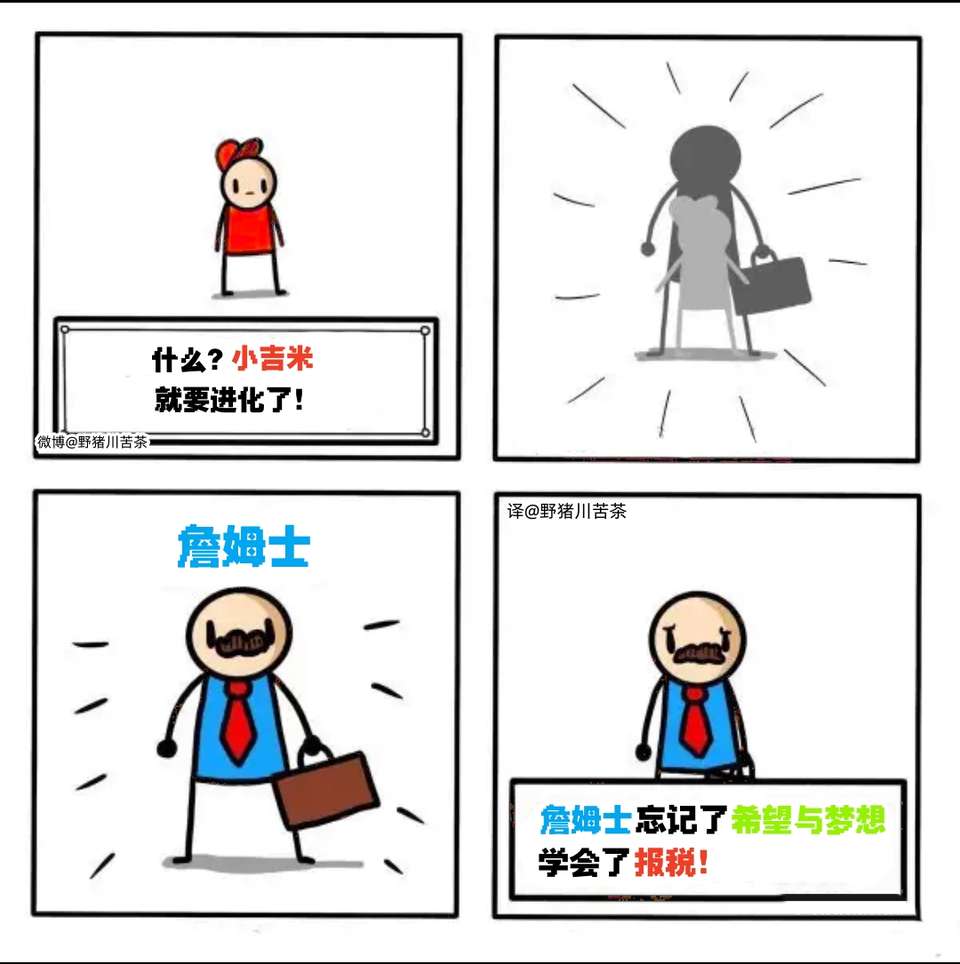 什么？小吉米
就要进化了！
微博@野猪川苦茶
詹姆士
译@野猪川苦茶
詹姆士忘记了希望与梦想
学会了报税！